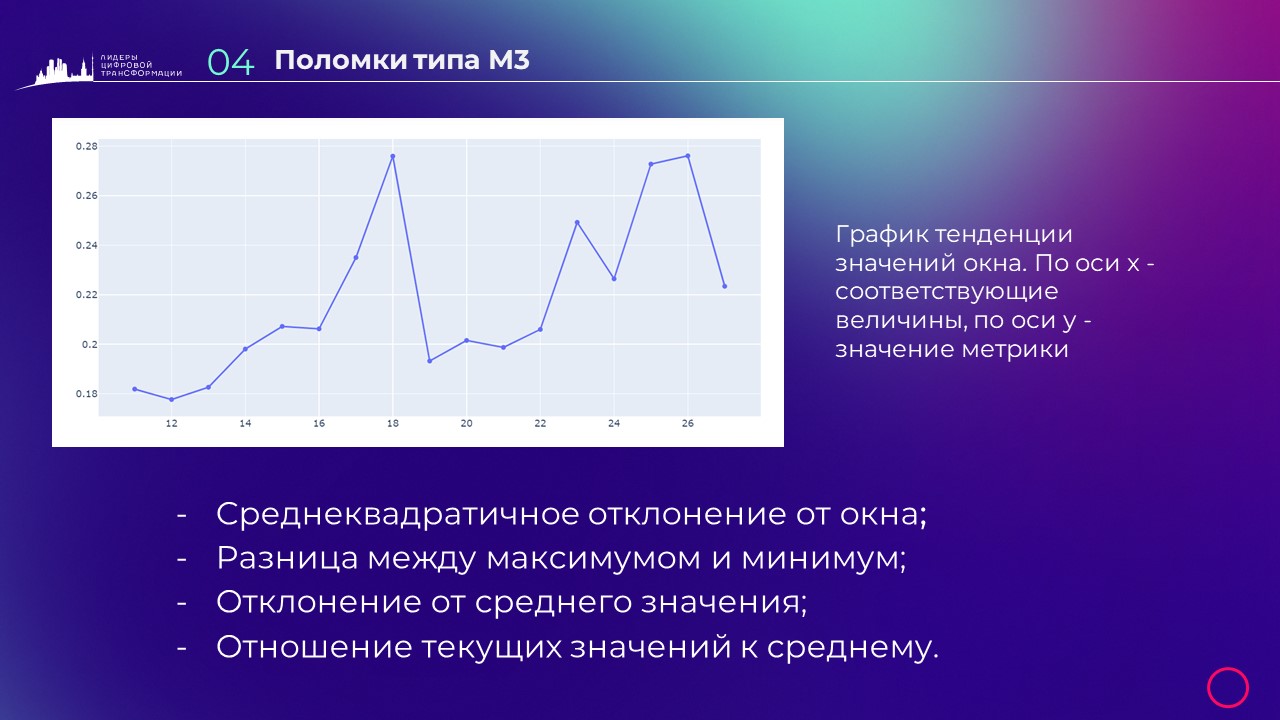 ЛИДЕРЫ
ЦИФРОВОЙ
ТРАНСФОРМАЦИИ
04 Поломки типа М3
0.28
0.26
0.24
0.22
0.2
0.18
12 14 16 18 20 22 24 26
График тенденции
значений окна. По оси x -
соответствующие
величины, по оси y -
значение метрики
- Среднеквадратичное отклонение от окна;
- Разница между максимумом и минимум;
- Отклонение от среднего значения;
- Отношение текущих значений к среднему.